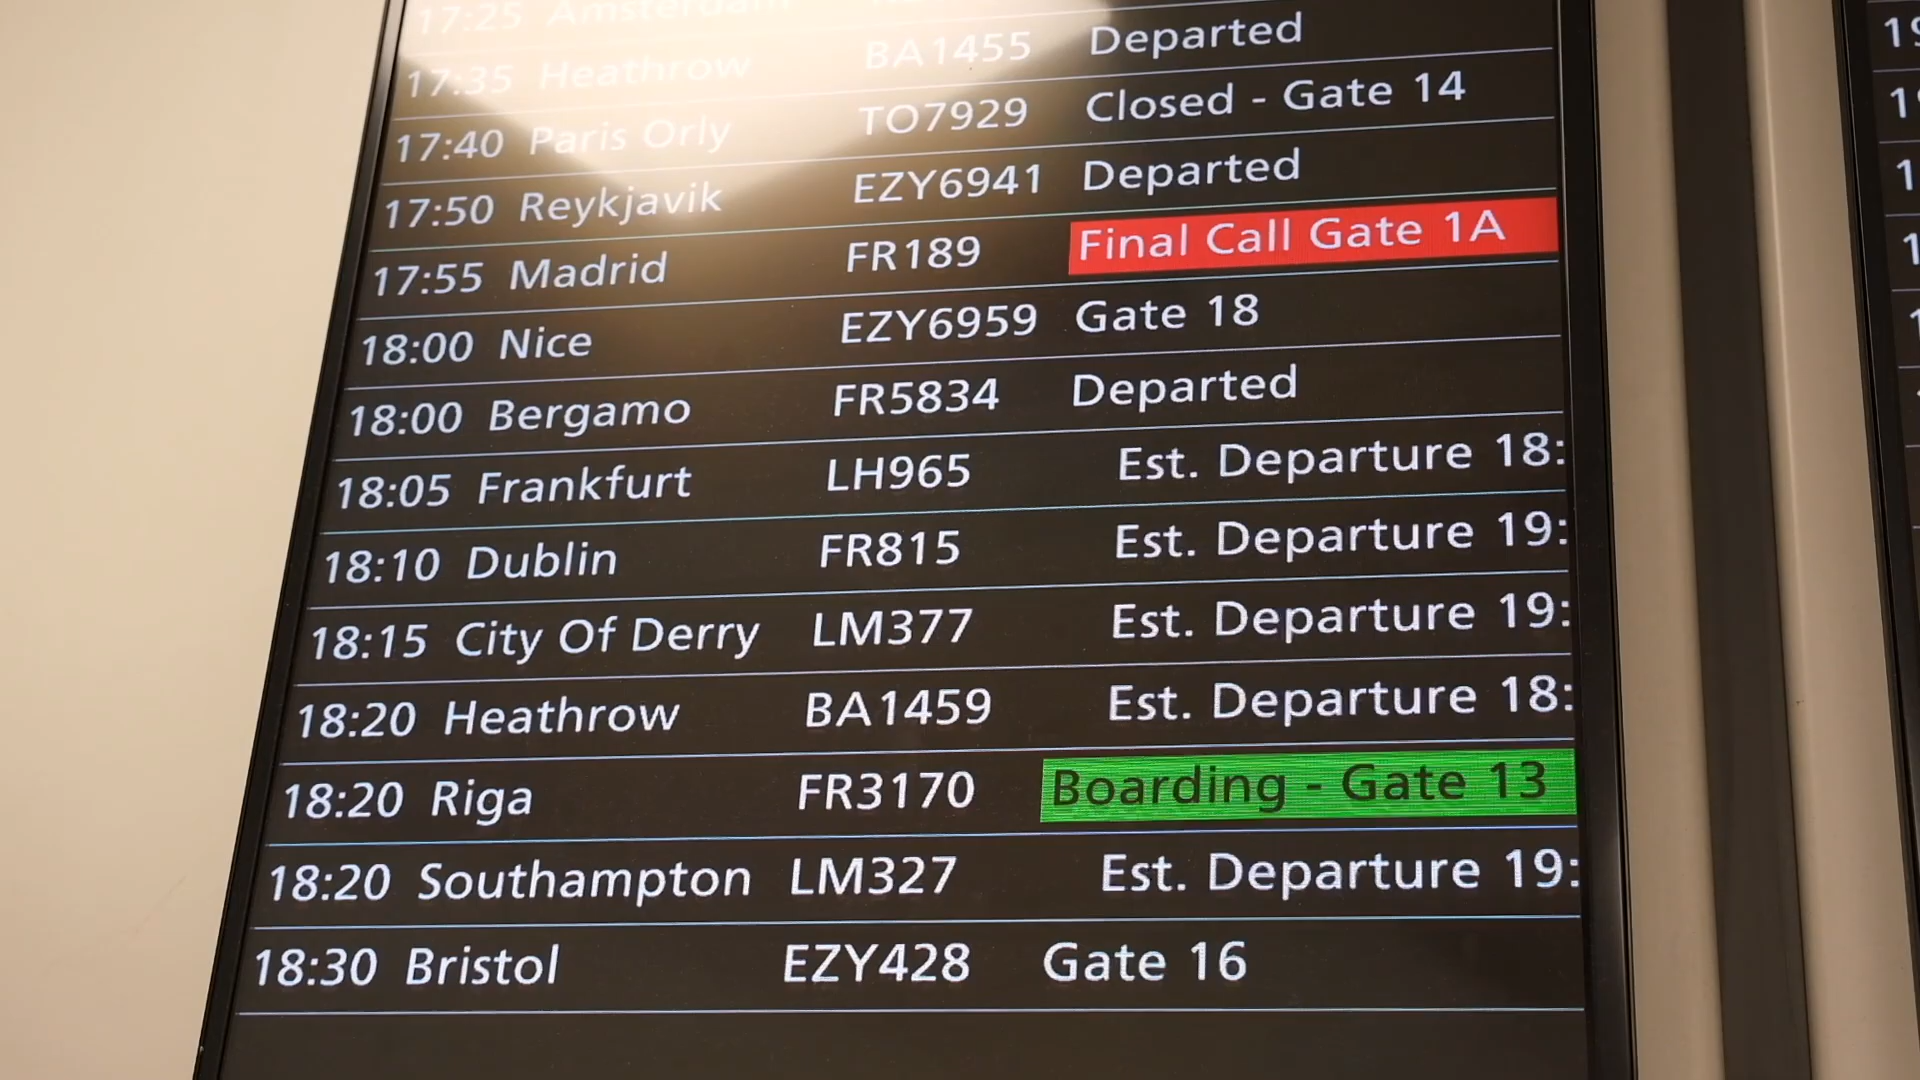 17:25 Amsterdam
17:35 Heathrow BA1455 Departed
17:40 Paris Orly TO7929 Closed - Gate 14
17:50 Reykjavik EZY6941 Departed
17:55 Madrid FR189 Final Call Gate 1A
18:00 Nice EZY6959 Gate 18
18:00 Bergamo FR5834 Departed
18:05 Frankfurt LH965 Est. Departure 18:
18:10 Dublin FR815 Est. Departure 19:
18:15 City Of Derry LM377 Est. Departure 19:
18:20 Heathrow BA1459 Est. Departure 18:
18:20 Riga FR3170 Boarding - Gate 13
18:20 Southampton LM327 Est. Departure 19:
18:30 Bristol EZY428 Gate 16